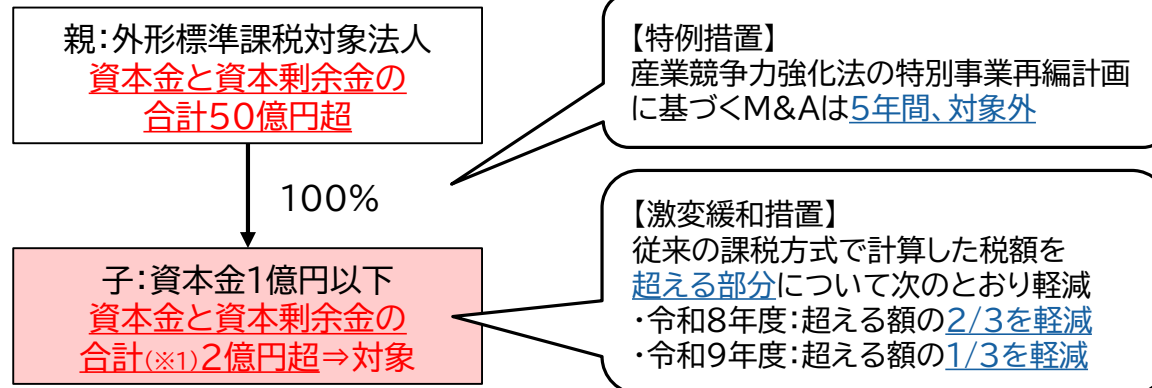 親：外形標準課税対象法人
資本金と資本剰余金の
合計50億円超
【特例措置】
産業競争力強化法の特別事業再編計画
に基づくM&Aは5年間、対象外
100%
子：資本金1億円以下
資本金と資本剰余金の
合計(※1)2億円超⇒対象
【激変緩和措置】
従来の課税方式で計算した税額を
超える部分について次のとおり軽減
・令和8年度：超える額の2/3を軽減
・令和9年度：超える額の1/3を軽減